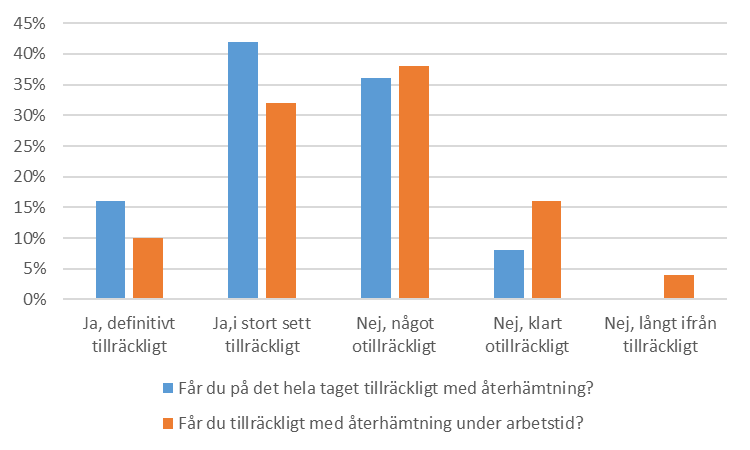 45%
40%
35%
30%
25%
20%
15%
10%
5%
0%
Ja, definitivt
tillräckligt
Ja,i stort sett
tillräckligt
Nej, något
otillräckligt
Nej, klart
otillräckligt
Nej, långt ifrån
tillräckligt
Får du på det hela taget tillräckligt med återhämtning?
Får du tillräckligt med återhämtning under arbetstid?